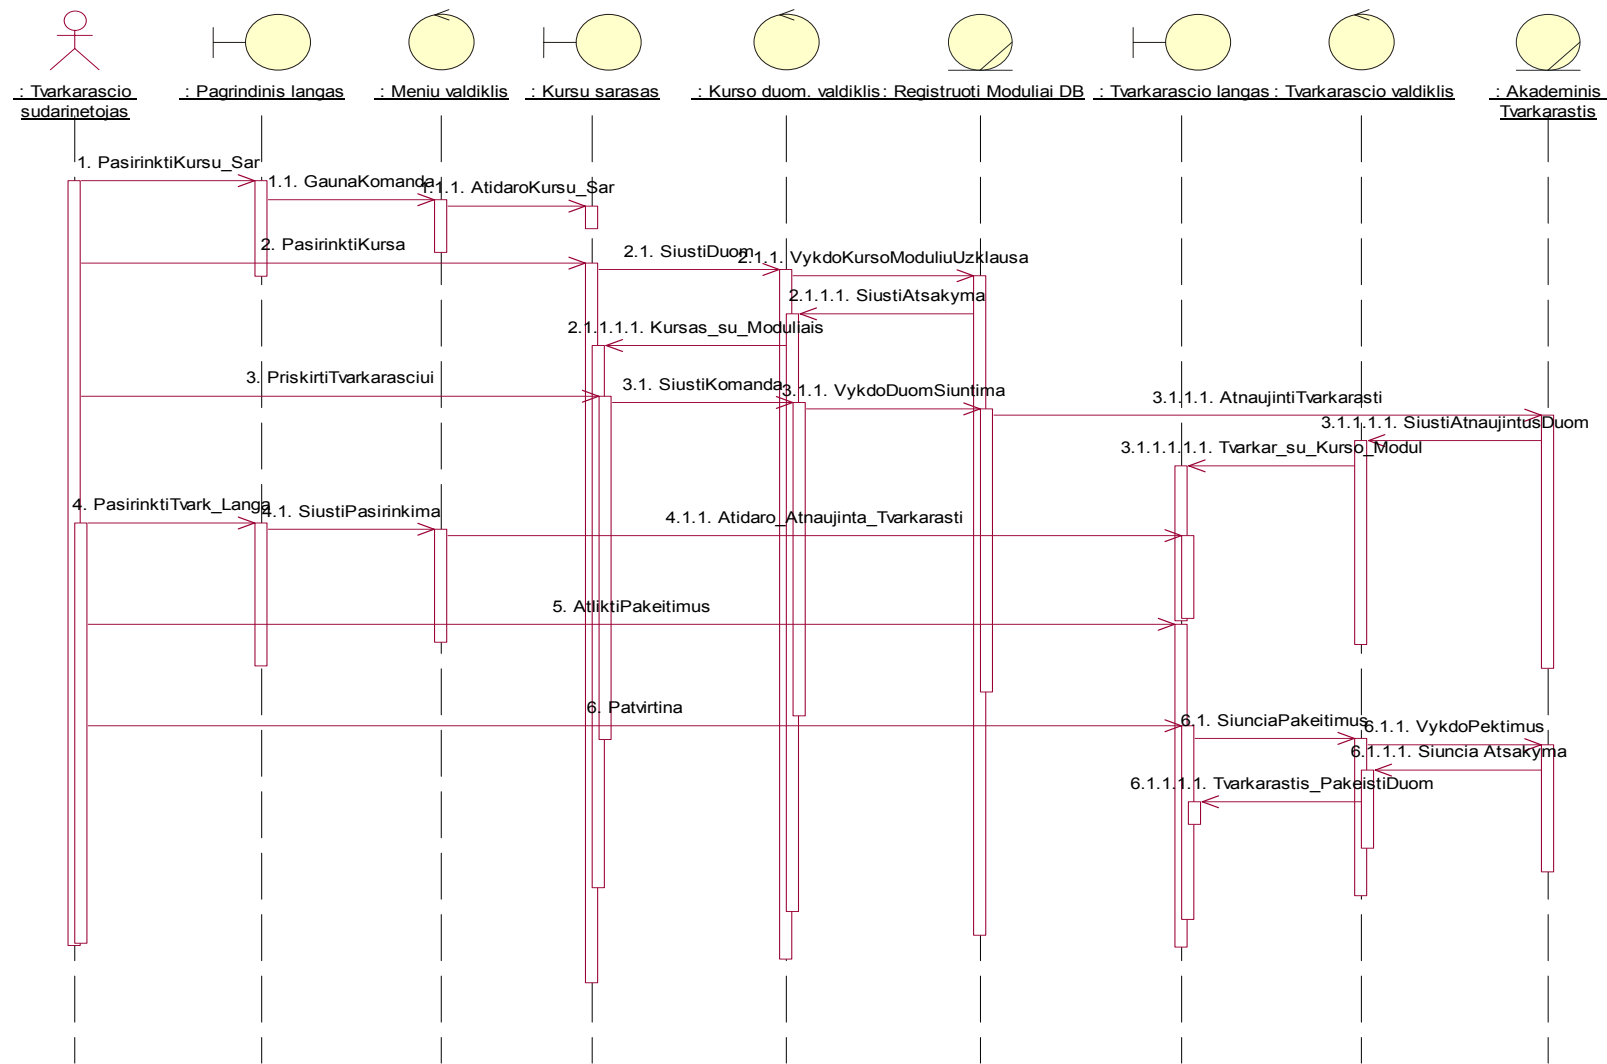 : Tvarkarascio
sudarinetojas
: Pagrindinis langas
: Meniu valdiklis
: Kursu sarasas
: Kurso duom. valdiklis
: Registruoti Moduliai DB
: Tvarkarascio langas
: Tvarkarascio valdiklis
: Akademinis
Tvarkarastis
1. PasirinktiKursu_Sar
1.1. GaunaKomanda
1.1.1. AtidaroKursu_Sar
2. PasirinktiKursa
2.1. SiustiDuom
2.1.1. VykdoKursoModuliuUzklausa
2.1.1.1. SiustiAtsakyma
2.1.1.1.1. Kursas_su_Moduliais
3. PriskirtiTvarkarasciui
3.1. SiustiKomanda
3.1.1. VykdoDuomSiuntima
3.1.1.1. AtnaujintiTvarkarasti
3.1.1.1.1. SiustiAtnaujintusDuom
3.1.1.1.1.1. Tvarkar_su_Kurso_Modul
4. PasirinktiTvark_Langa
4.1. SiustiPasirinkima
4.1.1. Atidaro_Atnaujinta_Tvarkarasti
5. AtliktiPakeitimus
6. Patvirtina
6.1. SiunciaPakeitimus
6.1.1. VykdoPektimus
6.1.1.1. Siuncia Atsakyma
6.1.1.1.1. Tvarkarastis_PakeistiDuom